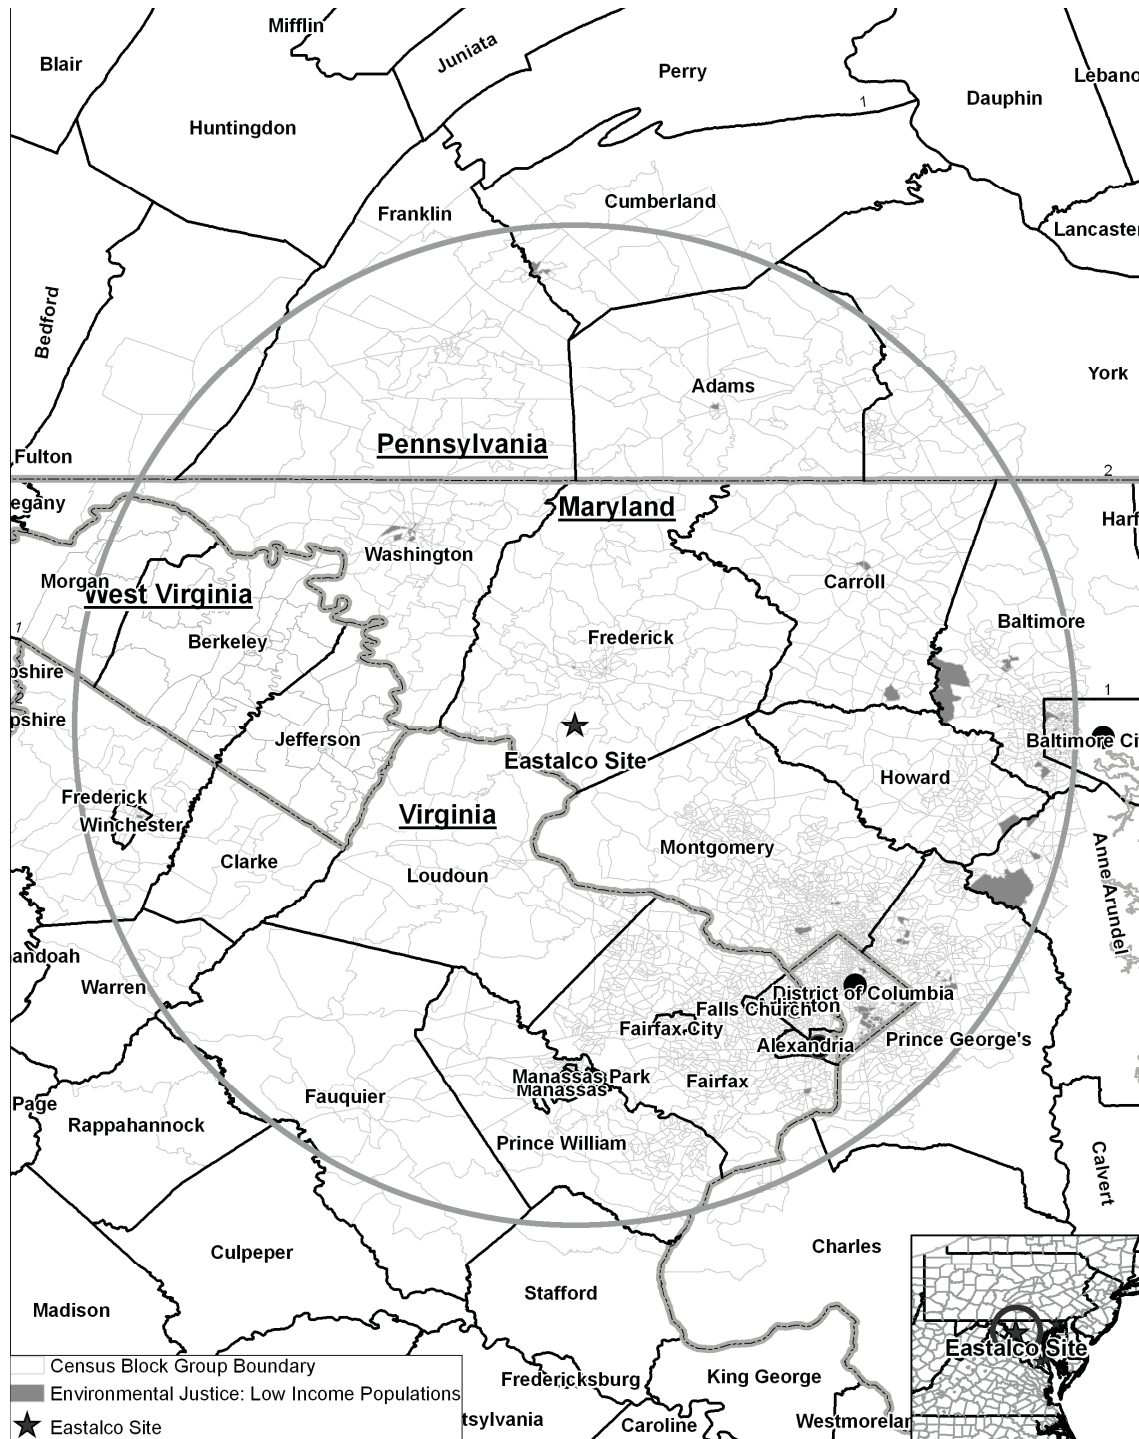 Mifflin
Juniata
Blair
Perry
Lebano
Dauphin
1
Huntingdon
Cumberland
Franklin
Lancaster
Bedford
York
Adams
Pennsylvania
Fulton
2
egany
Maryland
Harf
Washington
Carroll
Morgan
West Virginia
Baltimore
1
Berkeley
Frederick
pshire
2
1
pshire
Jefferson
Baltimore Ci
Eastalco Site
Howard
Frederick
Virginia
Winchester
Montgomery
Clarke
Loudoun
Anne Arundel
andoah
Warren
District of Columbia
Falls Church
ton
Fairfax City
Alexandria
Prince George's
Manassas Park
Fairfax
Manassas
Fauquier
Page
Rappahannock
Prince William
Calvert
Culpeper
Charles
Stafford
Madison
Eastalco Site
Census Block Group Boundary
Fredericksburg
King George
Environmental Justice: Low Income Populations
tsylvania
Caroline
Westmorelan
Eastalco Site